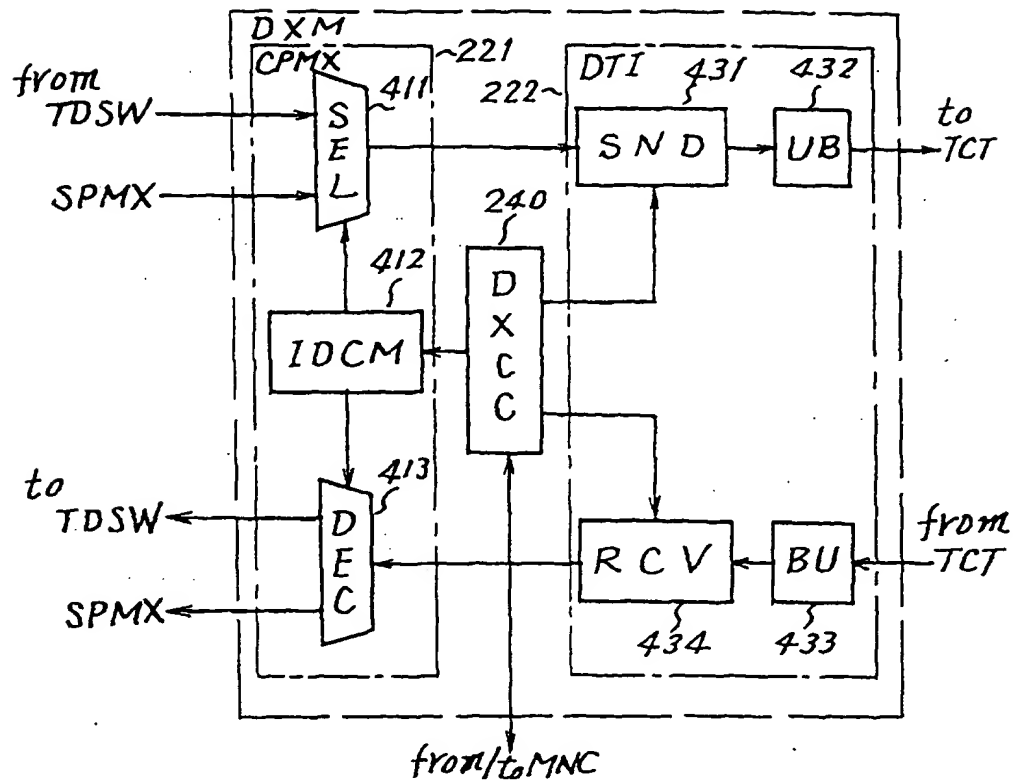 DXM
CPMX
221
from
TDSW
411
SEL
SPMX
DTI
222
431
SND
432
UB
to
TCT
240
DXCC
412
IDCM
413
DEC
to
TDSW
SPMX
RCV
434
BU
433
from
TCT
from/to MNC